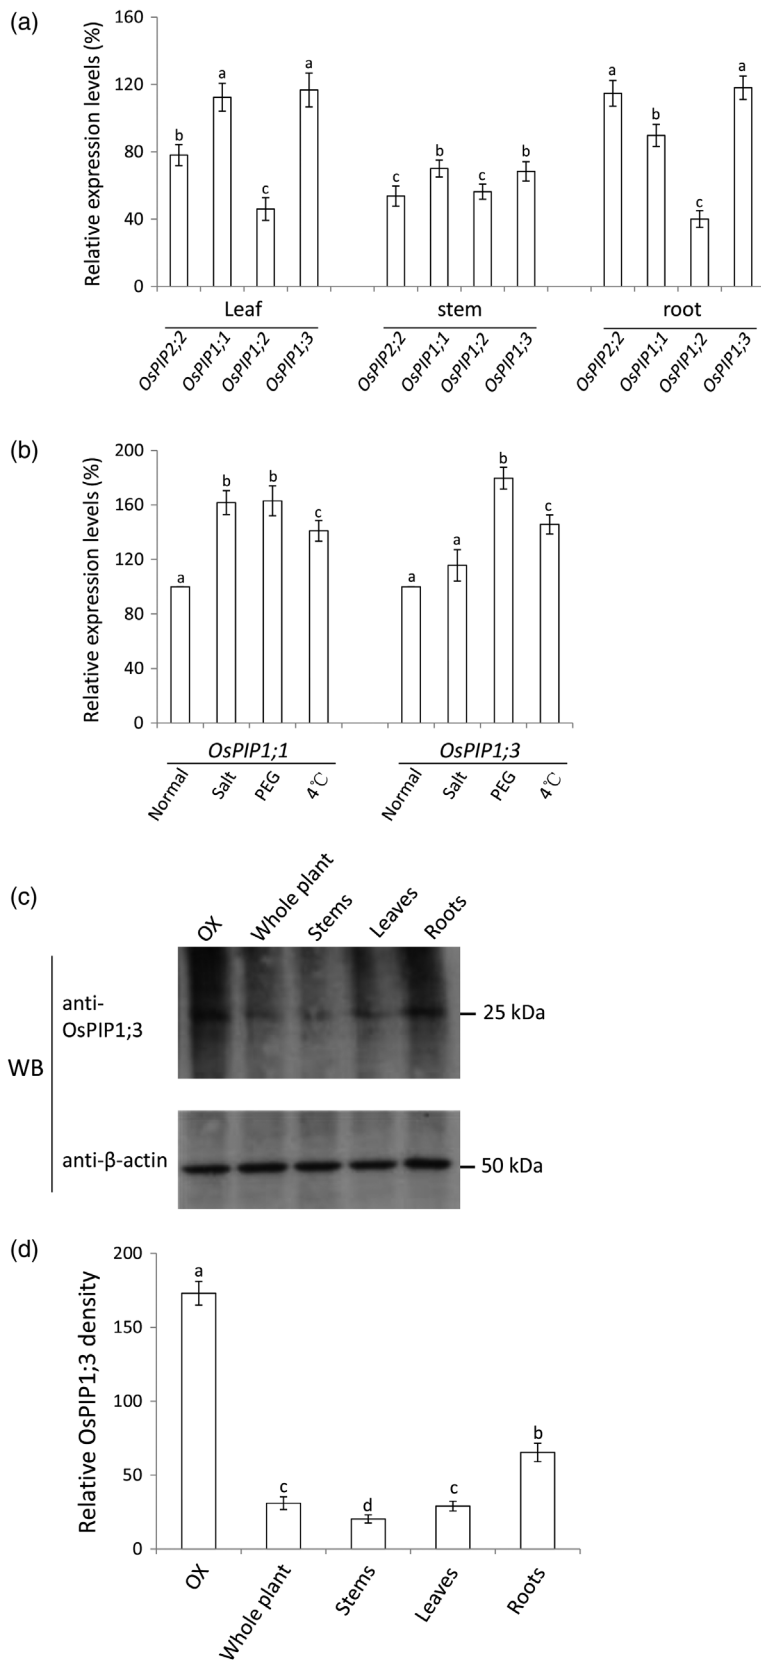 (a)
Relative expression levels (%)
160
120
80
40
0
b
a
c
a
c
b
c
b
a
b
c
a
Leaf
stem
root
OsPIP2;2
OsPIP1;1
OsPIP1;2
OsPIP1;3
OsPIP2;2
OsPIP1;1
OsPIP1;2
OsPIP1;3
OsPIP2;2
OsPIP1;1
OsPIP1;2
OsPIP1;3
(b)
Relative expression levels (%)
200
160
120
80
40
0
a
b
b
c
a
a
b
c
OsPIP1;1
OsPIP1;3
Normal
Salt
PEG
4℃
Normal
Salt
PEG
4℃
(c)
OX
Whole plant
Stems
Leaves
Roots
WB
anti-
OsPIP1;3
25 kDa
anti-β-actin
50 kDa
(d)
Relative OsPIP1;3 density
200
150
100
50
0
a
c
d
c
b
OX
Whole plant
Stems
Leaves
Roots